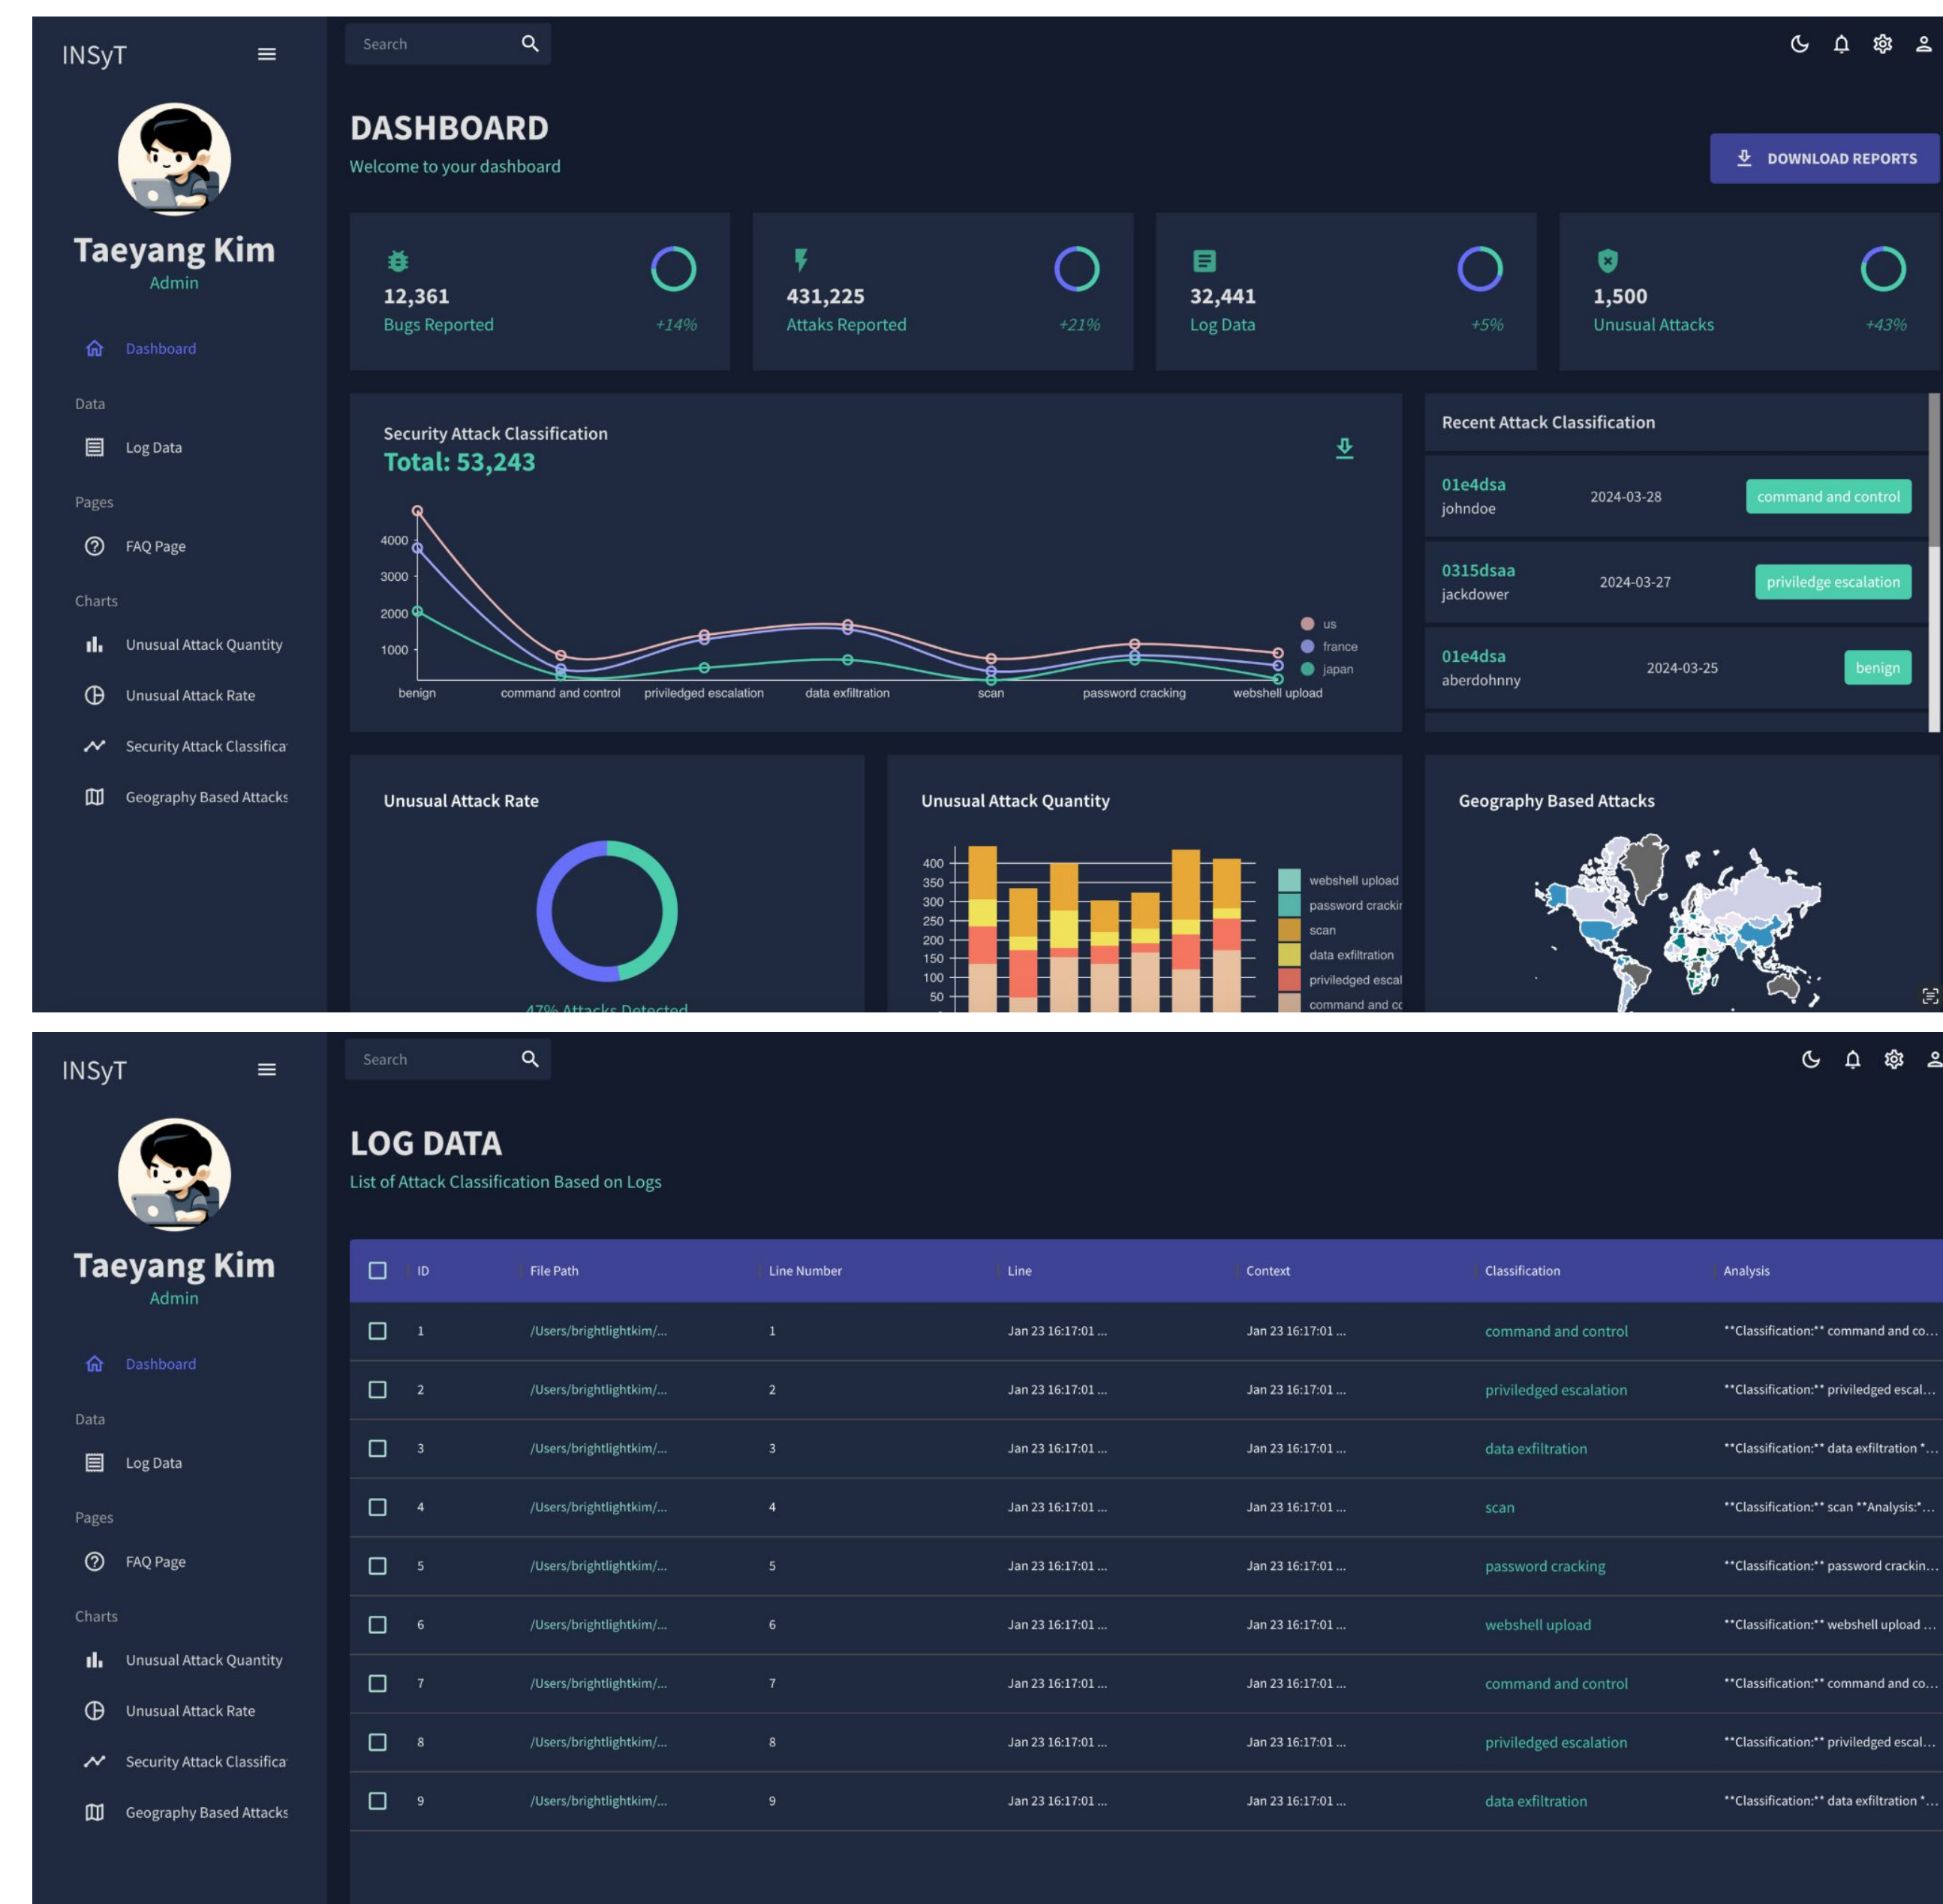 INSyT
Search
Taeyang Kim
Admin
Dashboard
Data
Log Data
Pages
FAQ Page
Charts
Unusual Attack Quantity
Unusual Attack Rate
Security Attack Classifica
Geography Based Attacks
DASHBOARD
Welcome to your dashboard
DOWNLOAD REPORTS
12,361
Bugs Reported
+14%
431,225
Attaks Reported
+21%
32,441
Log Data
+5%
1,500
Unusual Attacks
+43%
Security Attack Classification
Total: 53,243
4000
3000
2000
1000
benign command and control priviledged escalation data exfiltration scan password cracking webshell upload
us
france
japan
Recent Attack Classification
01e4dsa
johndoe
2024-03-28
command and control
0315dsaa
jackdower
2024-03-27
priviledge escalation
01e4dsa
aberdohnny
2024-03-25
benign
Unusual Attack Rate
47% Attacks Detected
Unusual Attack Quantity
400
350
300
250
200
150
100
50
webshell upload
password crackin
scan
data exfiltration
priviledged escal
command and co
Geography Based Attacks
INSyT
Search
Taeyang Kim
Admin
Dashboard
Data
Log Data
Pages
FAQ Page
Charts
Unusual Attack Quantity
Unusual Attack Rate
Security Attack Classifica
Geography Based Attacks
LOG DATA
List of Attack Classification Based on Logs
ID File Path Line Number Line Context Classification Analysis
1 /Users/brightlightkim/... 1 Jan 23 16:17:01 ... Jan 23 16:17:01 ... command and control **Classification:** command and co...
2 /Users/brightlightkim/... 2 Jan 23 16:17:01 ... Jan 23 16:17:01 ... priviledged escalation **Classification:** priviledged escal...
3 /Users/brightlightkim/... 3 Jan 23 16:17:01 ... Jan 23 16:17:01 ... data exfiltration **Classification:** data exfiltration *...
4 /Users/brightlightkim/... 4 Jan 23 16:17:01 ... Jan 23 16:17:01 ... scan **Classification:** scan **Analysis:*...
5 /Users/brightlightkim/... 5 Jan 23 16:17:01 ... Jan 23 16:17:01 ... password cracking **Classification:** password crackin...
6 /Users/brightlightkim/... 6 Jan 23 16:17:01 ... Jan 23 16:17:01 ... webshell upload **Classification:** webshell upload ...
7 /Users/brightlightkim/... 7 Jan 23 16:17:01 ... Jan 23 16:17:01 ... command and control **Classification:** command and co...
8 /Users/brightlightkim/... 8 Jan 23 16:17:01 ... Jan 23 16:17:01 ... priviledged escalation **Classification:** priviledged escal...
9 /Users/brightlightkim/... 9 Jan 23 16:17:01 ... Jan 23 16:17:01 ... data exfiltration **Classification:** data exfiltration *...